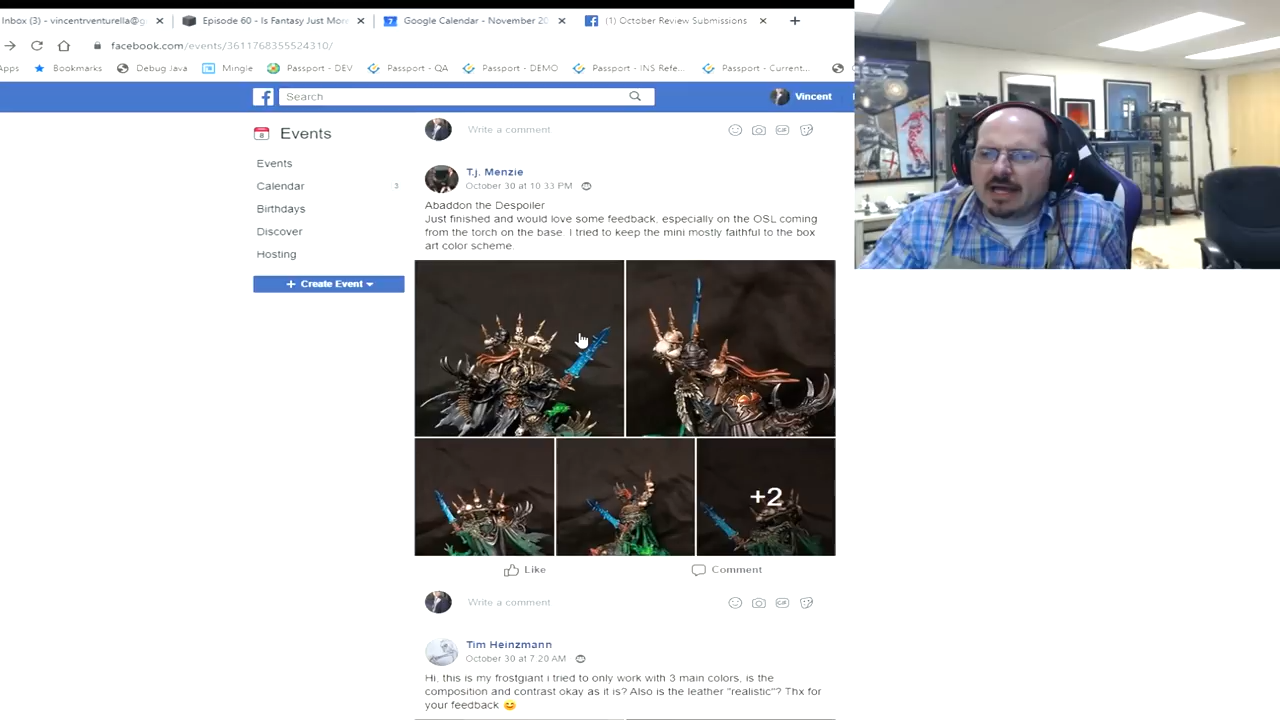 Inbox (3) - vincentrventurella@g
Episode 60 - Is Fantasy Just More
Google Calendar - November 20
(1) October Review Submissions
facebook.com/events/3611768355524310/
Apps
Bookmarks
Debug Java
Mingle
Passport - DEV
Passport - QA
Passport - DEMO
Passport - INS Refe...
Passport - Current...
Search
Vincent
Events
Events
Calendar 3
Birthdays
Discover
Hosting
+ Create Event
Write a comment
T.j. Menzie
October 30 at 10:33 PM
Abaddon the Despoiler
Just finished and would love some feedback, especially on the OSL coming
from the torch on the base. I tried to keep the mini mostly faithful to the box
art color scheme.
+2
Like
Comment
Write a comment
Tim Heinzmann
October 30 at 7:20 AM
Hi, this is my frostgiant i tried to only work with 3 main colors, is the
composition and contrast okay as it is? Also is the leather "realistic"? Thx for
your feedback 😊